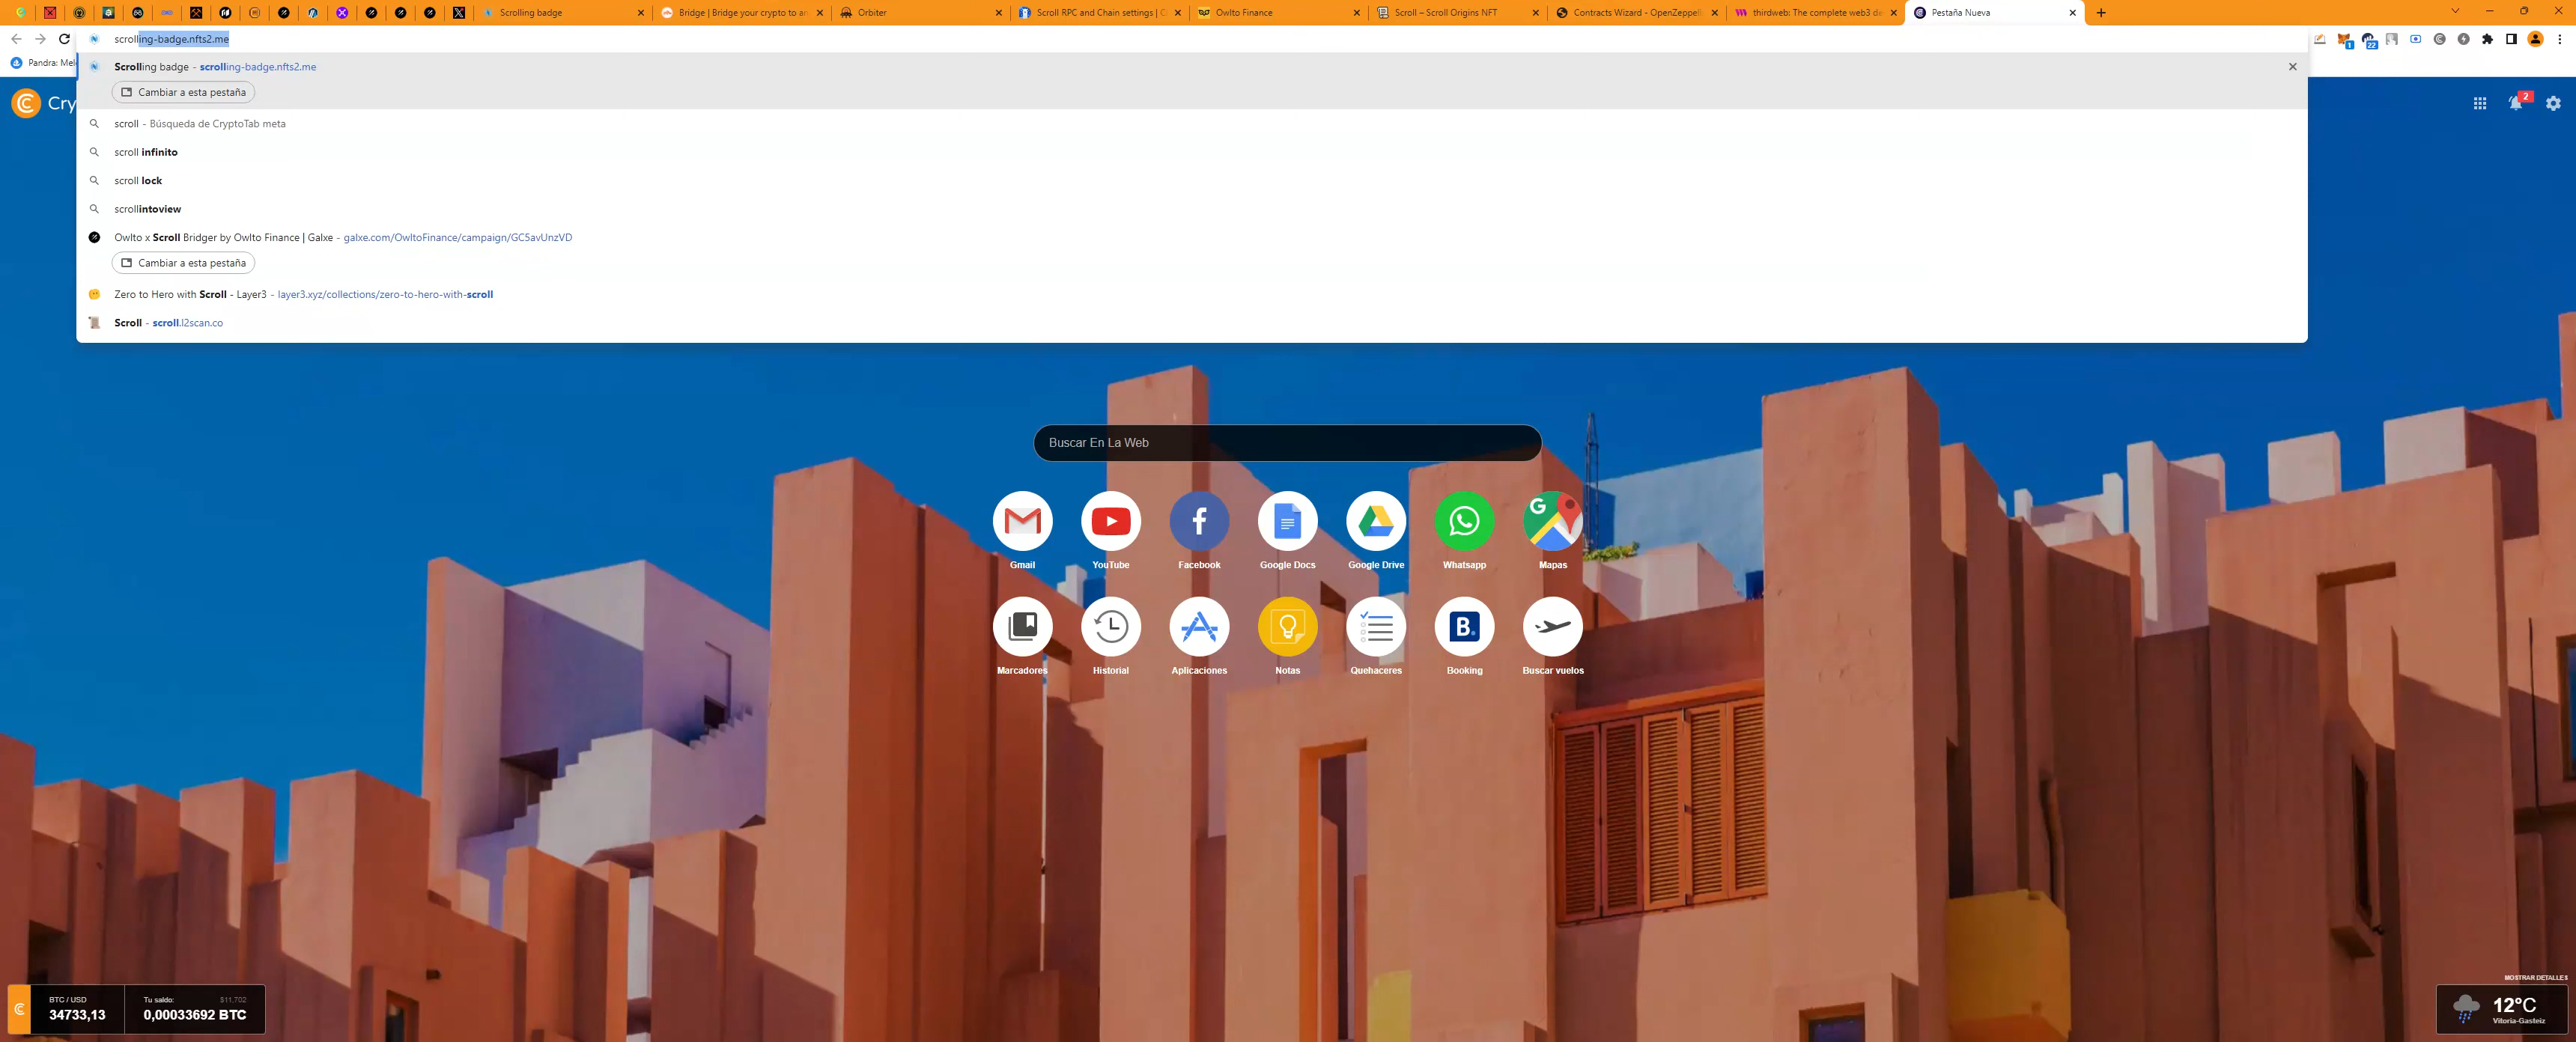 Scrolling badge
Bridge | Bridge your crypto to an
Orbiter
Scroll RPC and Chain settings | C
Owlto Finance
Scroll – Scroll Origins NFT
Contracts Wizard - OpenZeppeli
thirdweb: The complete web3 de
Pestaña Nueva
scrolling-badge.nfts2.me
1
22
Pandra: Mel
Scrolling badge - scrolling-badge.nfts2.me
Cambiar a esta pestaña
Cry
2
scroll - Búsqueda de CryptoTab meta
scroll infinito
scroll lock
scrollintoview
Owlto x Scroll Bridger by Owlto Finance | Galxe - galxe.com/OwltoFinance/campaign/GC5avUnzVD
Cambiar a esta pestaña
Zero to Hero with Scroll - Layer3 - layer3.xyz/collections/zero-to-hero-with-scroll
Scroll - scroll.l2scan.co
Buscar En La Web
Gmail
YouTube
Facebook
Google Docs
Google Drive
Whatsapp
Mapas
B.
Marcadores
Historial
Aplicaciones
Notas
Quehaceres
Booking
Buscar vuelos
MOSTRAR DETALLES
BTC / USD
34733,13
Tu saldo: $11,702
0,00033692 BTC
12°C
Vitoria-Gasteiz